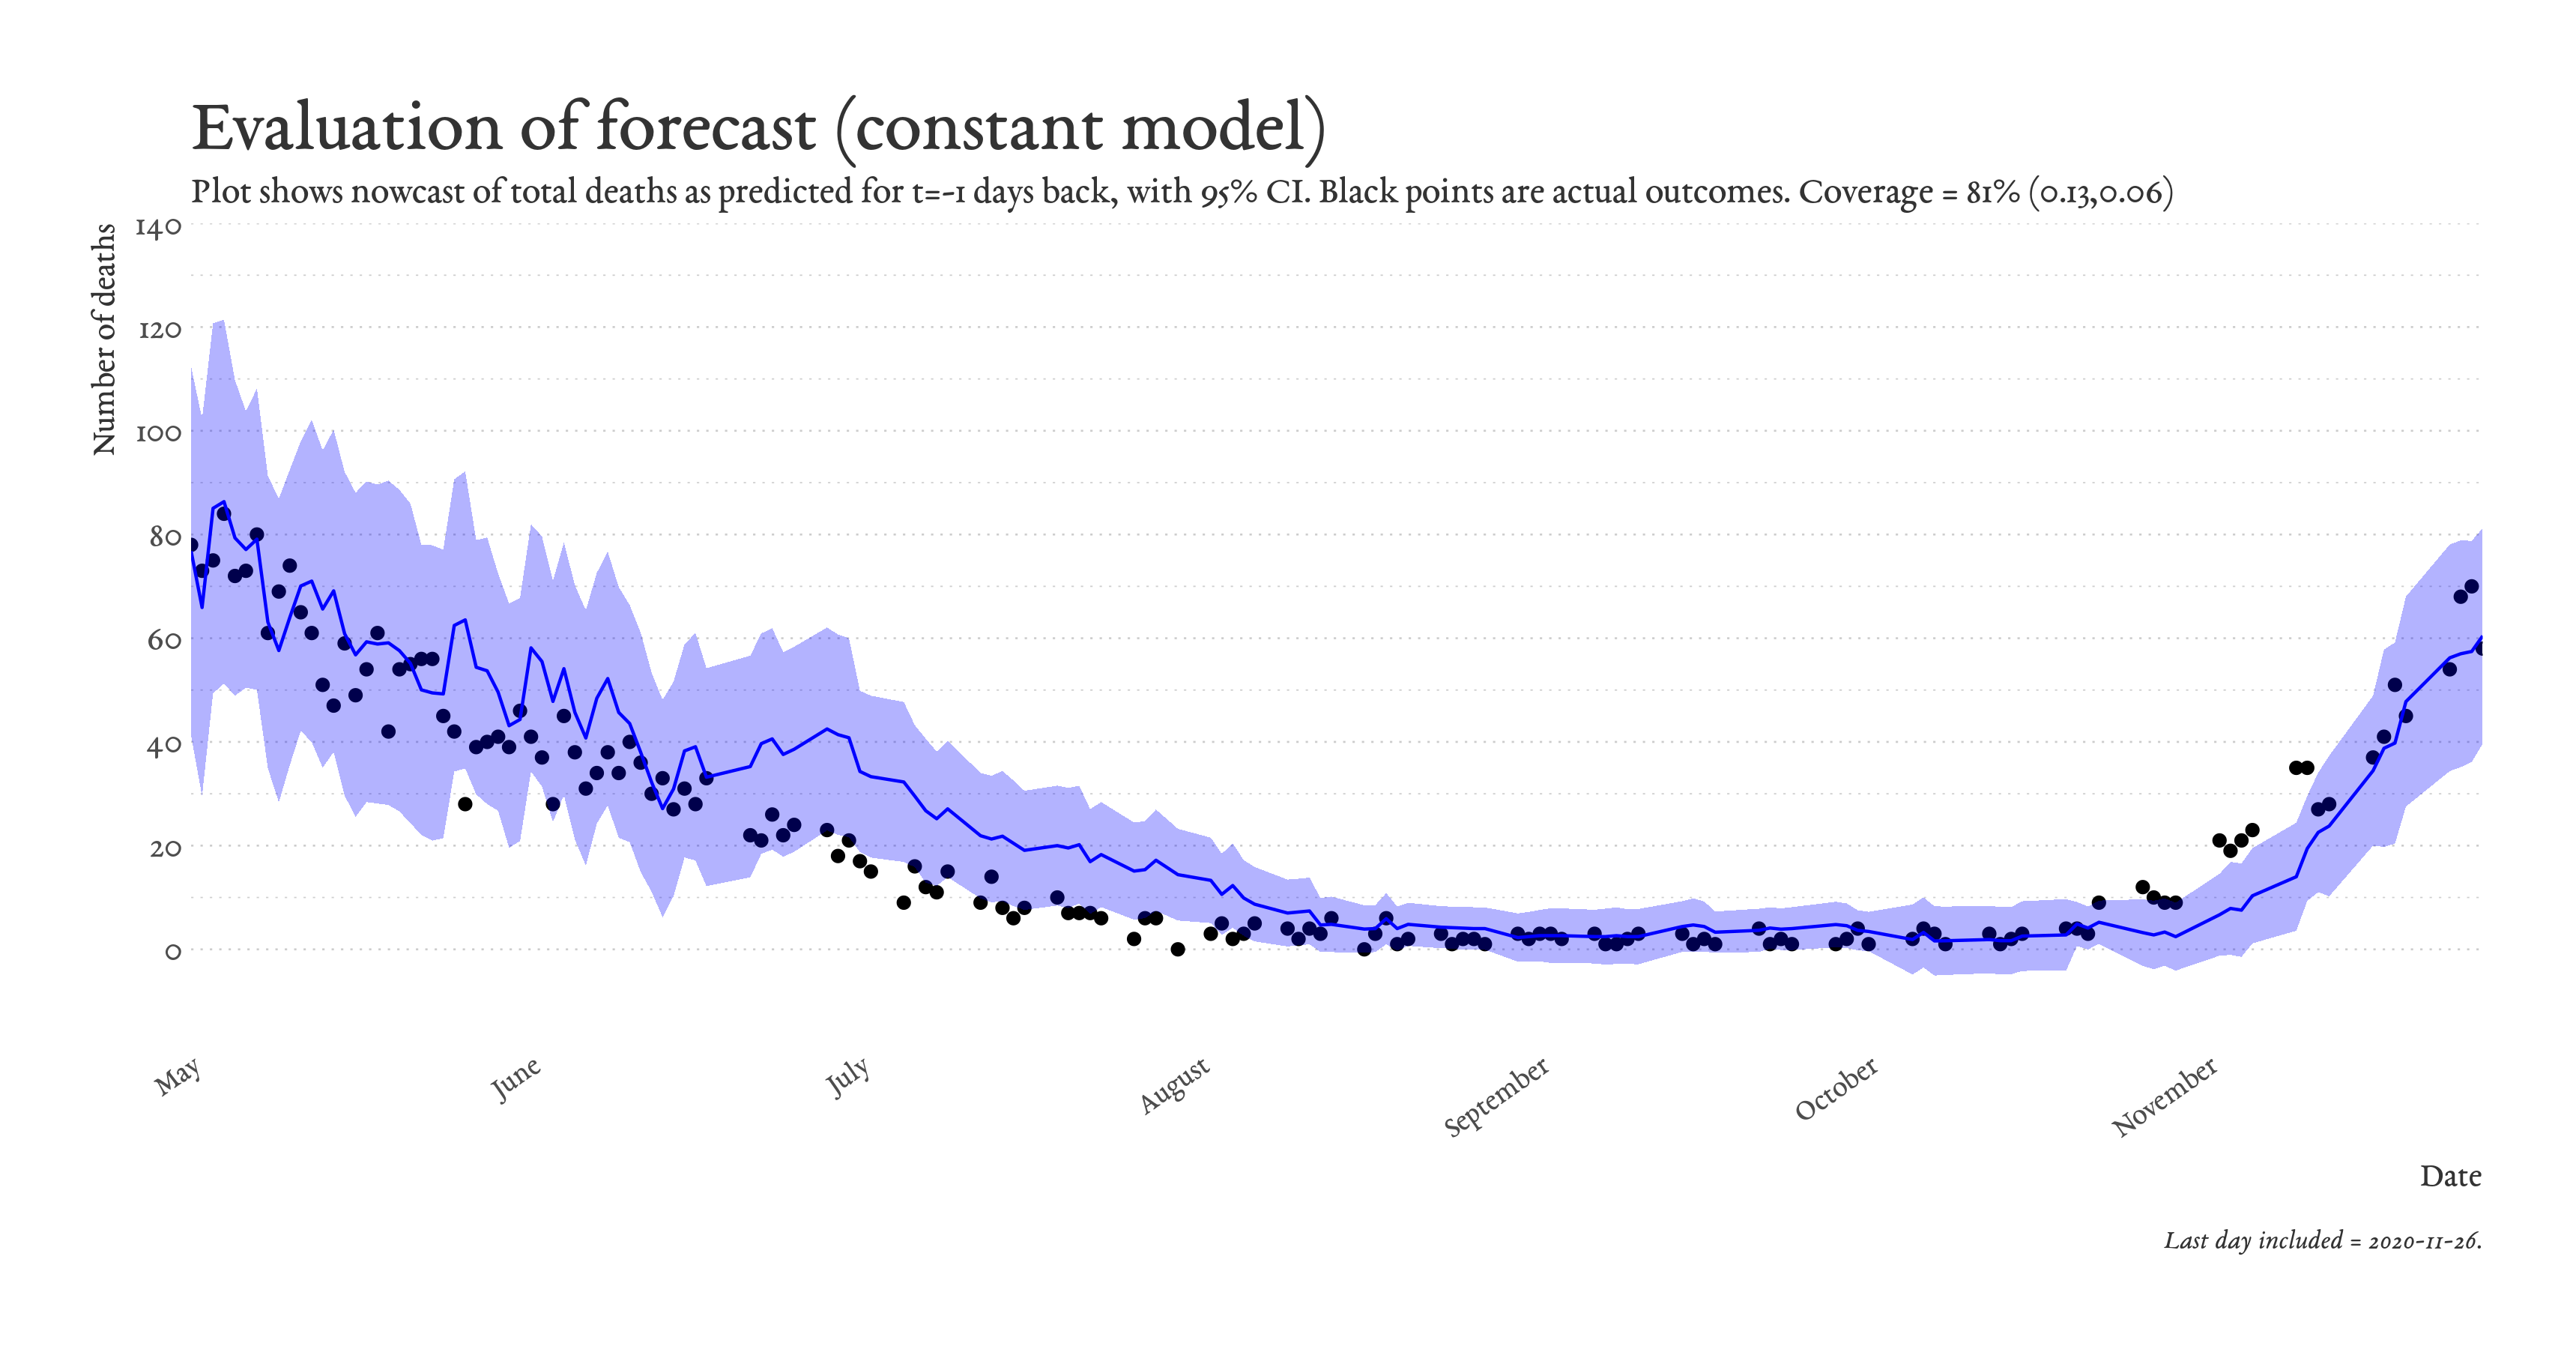 Evaluation of forecast (constant model)
Plot shows nowcast of total deaths as predicted for t=-1 days back, with 95% CI. Black points are actual outcomes. Coverage = 81% (0.13,0.06)
Number of deaths
140
120
100
80
60
40
20
0
May
June
July
August
September
October
November
Date
Last day included = 2020-11-26.